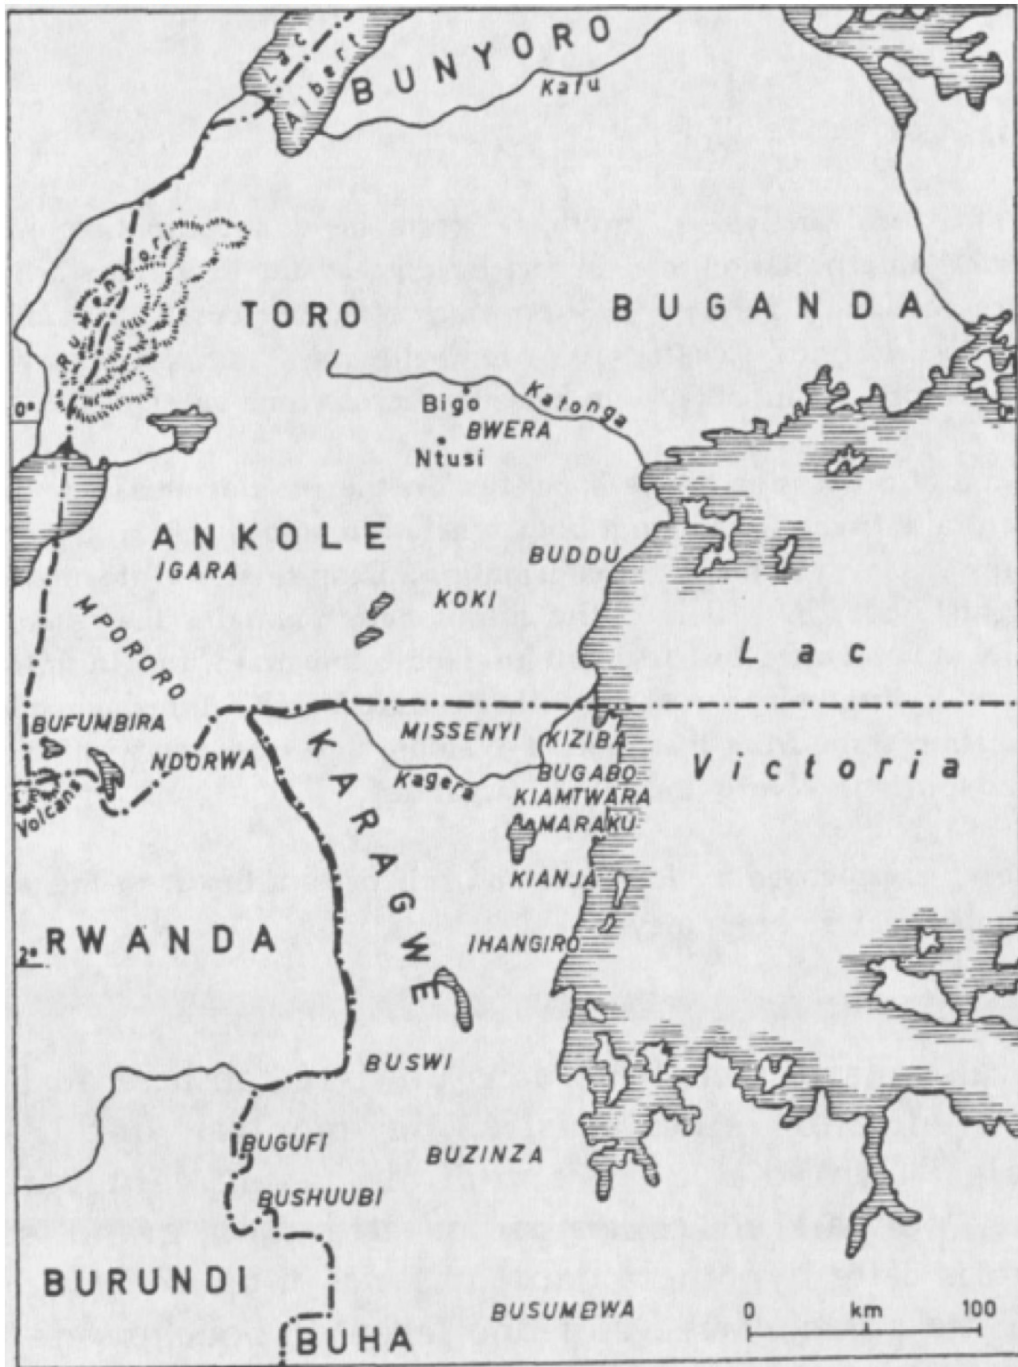 Lac
Albert
BUNYORO
Kafu
Ruwenzori
TORO
BUGANDA
0°
Bigo
Katonga
BWERA
Ntusi
ANKOLE
IGARA
BUDDU
KOKI
MPORORO
Lac
Victoria
BUFUMBIRA
NDORWA
MISSENYI
KIZIBA
Volcans
KARAGWE
Kagera
BUGABO
KIAMTWARA
MARAKU
KIANJA
RWANDA
2°
IHANGIRO
BUSWI
BUGUFI
BUZINZA
BUSHUUBI
BURUNDI
BUSUMBWA
0 km 100
BUHA